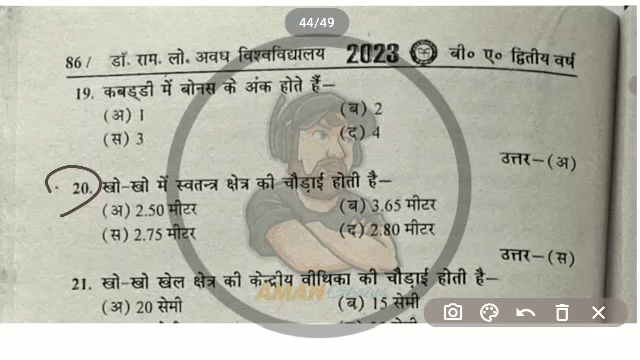 44/49
86/ डॉ. राम. लो. अवध विश्वविद्यालय 2023 बी० ए० द्वितीय वर्ष
19. कबड्डी में बोनस के अंक होते हैं–
(अ) 1 (ब) 2
(स) 3 (द) 4
उत्तर–(अ)
20. खो-खो में स्वतन्त्र क्षेत्र की चौड़ाई होती है–
(अ) 2.50 मीटर (ब) 3.65 मीटर
(स) 2.75 मीटर (द) 2.80 मीटर
उत्तर–(स)
21. खो-खो खेल क्षेत्र की केन्द्रीय वीथिका की चौड़ाई होती है–
AMAN
(अ) 20 सेमी (ब) 15 सेमी